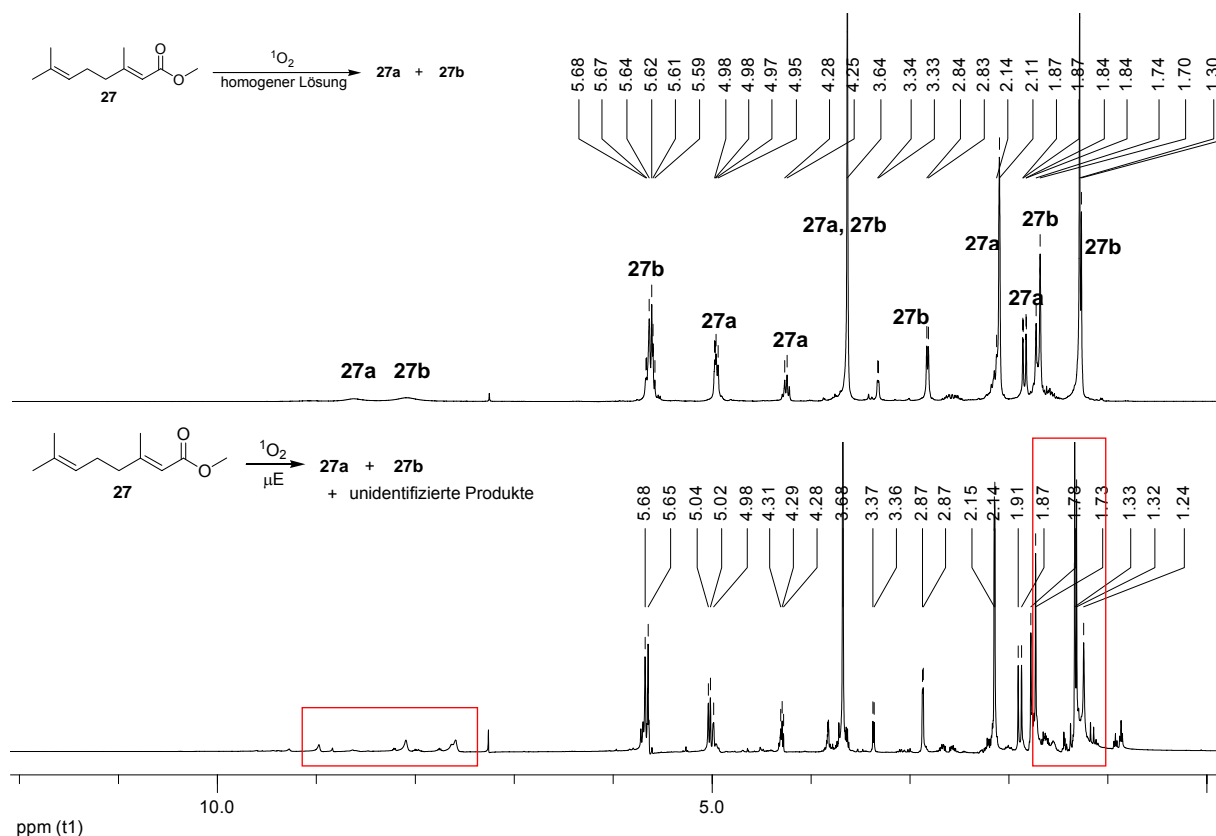 O
O
¹O₂
27
homogener Lösung
27a + 27b
5.68 5.67 5.64 5.62 5.61 5.59 4.98 4.98 4.97 4.95 4.28 4.25 3.64 3.34 3.33 2.84 2.83 2.14 2.11 1.87 1.87 1.84 1.84 1.74 1.70 1.30
27a, 27b
27b
27a
27b
27a
27a
27b
27a
27b
27a 27b
O
O
¹O₂
27
µE
27a + 27b
+ unidentifizierte Produkte
5.68 5.65 5.04 5.02 4.98 4.31 4.29 4.28 3.68 3.37 3.36 2.87 2.87 2.15 2.14 1.91 1.87 1.78 1.73 1.33 1.32 1.24
10.0 5.0
ppm (t1)